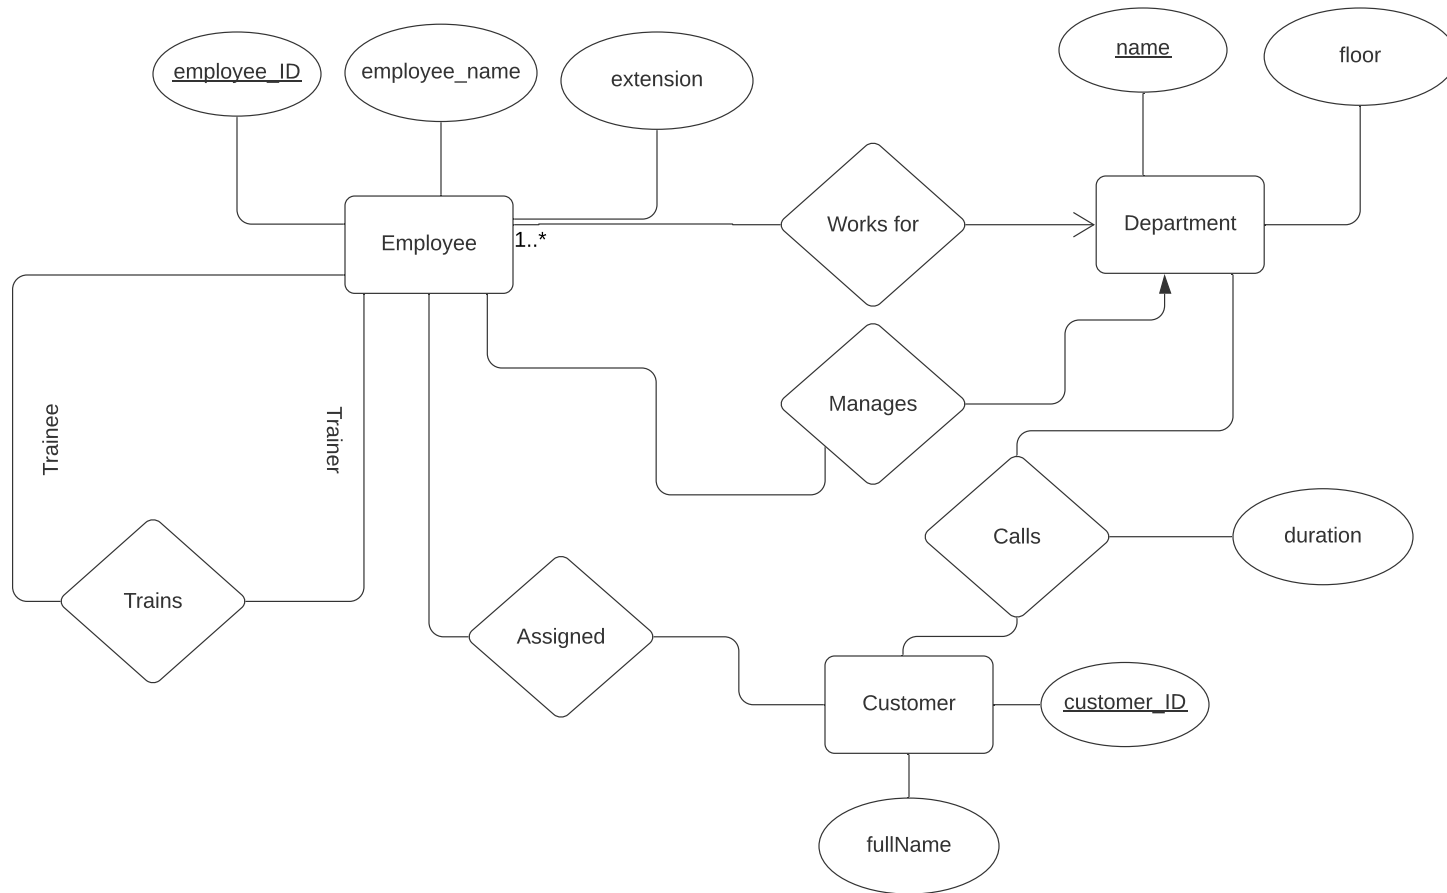 employee_ID
employee_name
extension
name
floor
Employee
1..*
Works for
Department
Manages
Trainee
Trainer
Calls
duration
Trains
Assigned
Customer
customer_ID
fullName